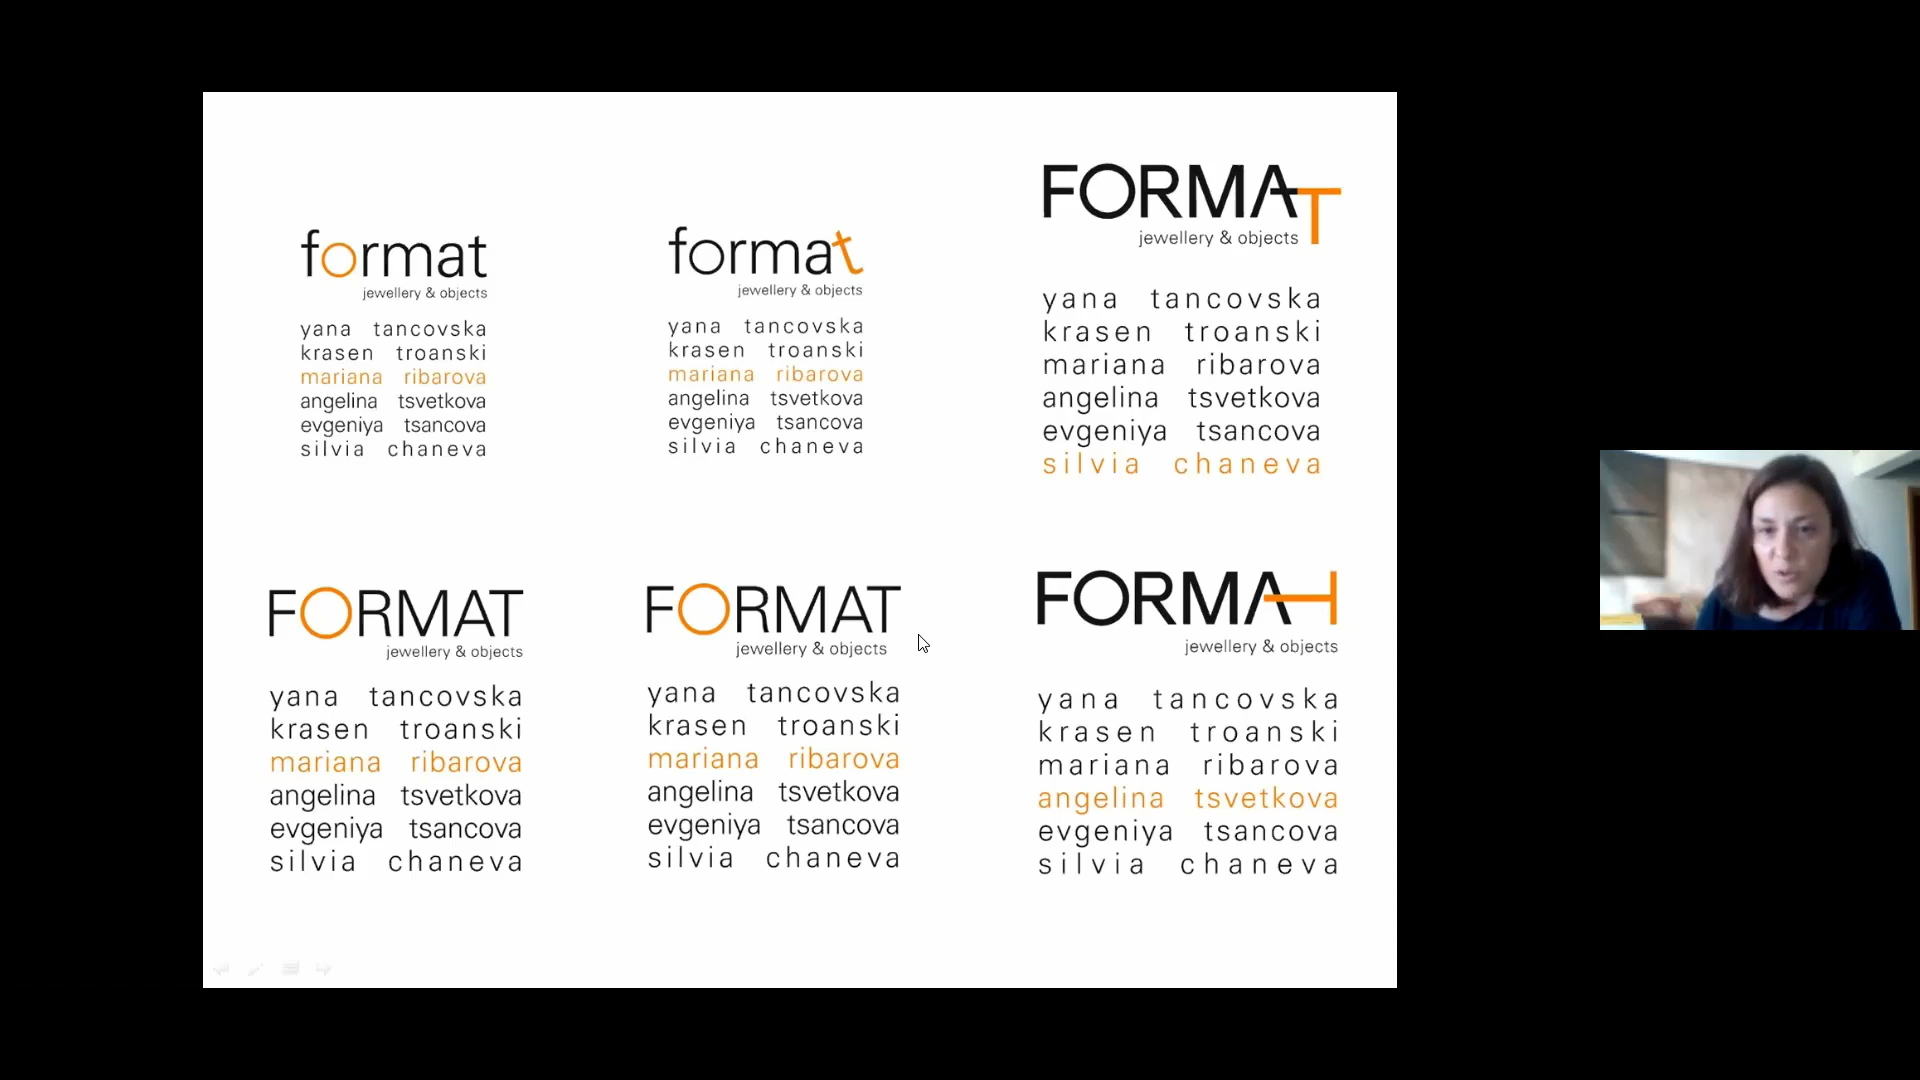 format
jewellery & objects
yana tancovska
krasen troanski
mariana ribarova
angelina tsvetkova
evgeniya tsancova
silvia chaneva
format
jewellery & objects
yana tancovska
krasen troanski
mariana ribarova
angelina tsvetkova
evgeniya tsancova
silvia chaneva
FORMAT
jewellery & objects
yana tancovska
krasen troanski
mariana ribarova
angelina tsvetkova
evgeniya tsancova
silvia chaneva
FORMAT
jewellery & objects
yana tancovska
krasen troanski
mariana ribarova
angelina tsvetkova
evgeniya tsancova
silvia chaneva
FORMAT
jewellery & objects
yana tancovska
krasen troanski
mariana ribarova
angelina tsvetkova
evgeniya tsancova
silvia chaneva
FORMAT
jewellery & objects
yana tancovska
krasen troanski
mariana ribarova
angelina tsvetkova
evgeniya tsancova
silvia chaneva